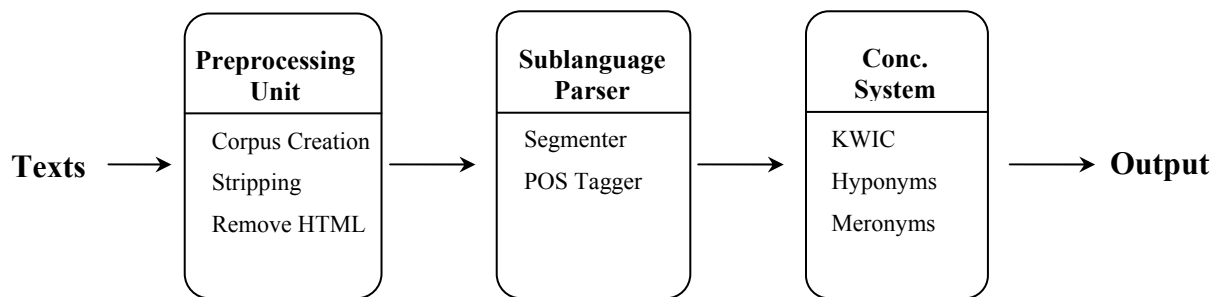 Texts
Preprocessing
Unit
Corpus Creation
Stripping
Remove HTML
Sublanguage
Parser
Segmenter
POS Tagger
Conc.
System
KWIC
Hyponyms
Meronyms
Output